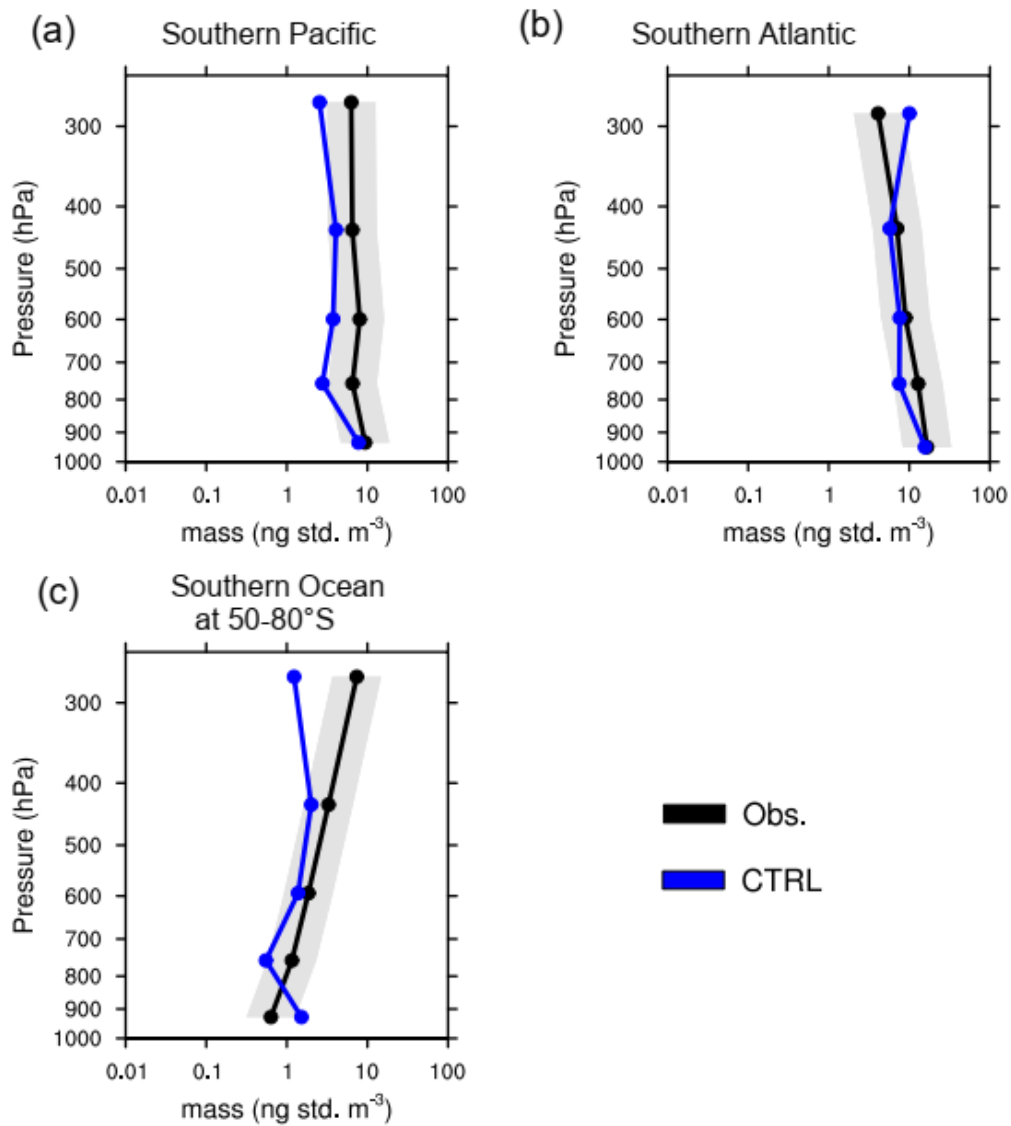 (a) Southern Pacific
300
400
500
600
700
800
900
1000
Pressure (hPa)
0.01 0.1 1 10 100
mass (ng std. m⁻³)
(b) Southern Atlantic
300
400
500
600
700
800
900
1000
Pressure (hPa)
0.01 0.1 1 10 100
mass (ng std. m⁻³)
(c) Southern Ocean
at 50-80°S
300
400
500
600
700
800
900
1000
Pressure (hPa)
0.01 0.1 1 10 100
mass (ng std. m⁻³)
Obs.
CTRL